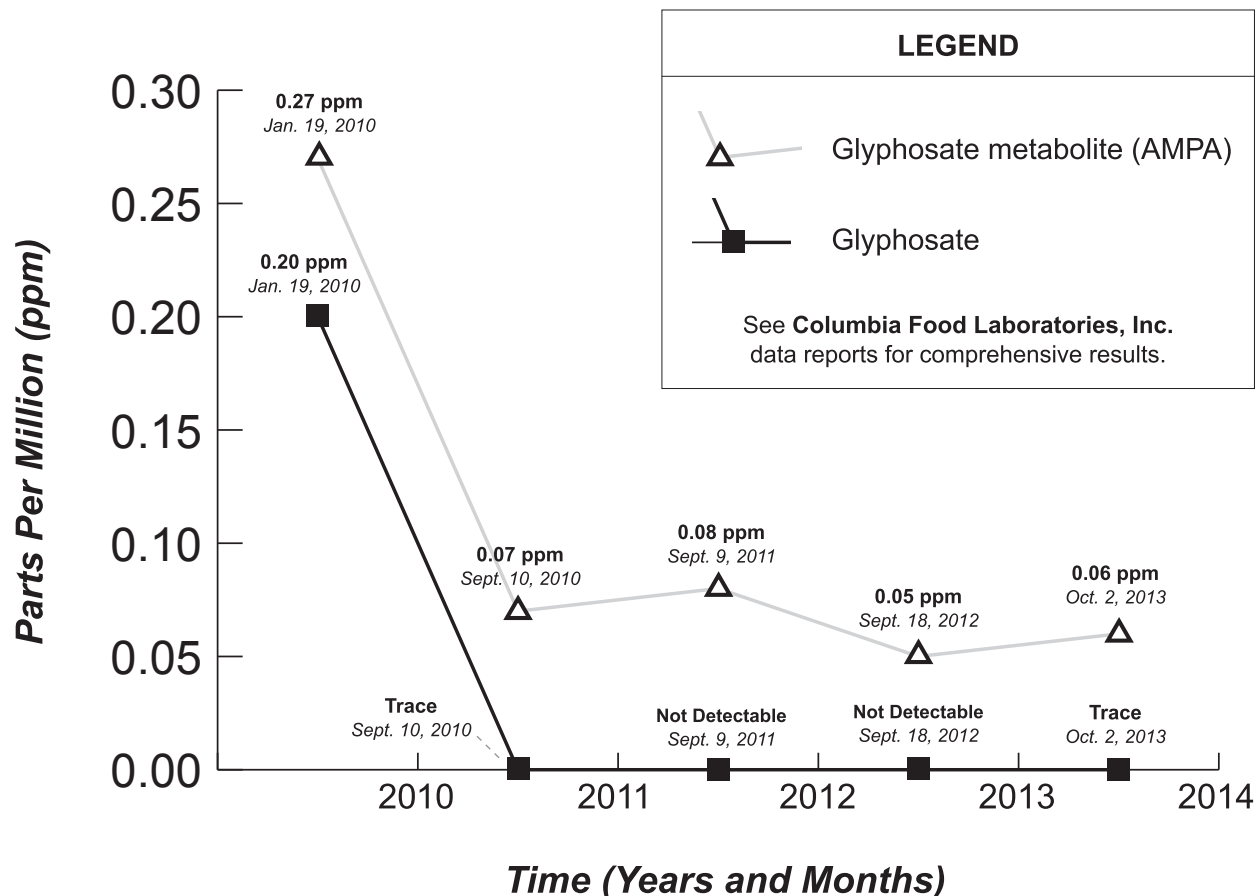 LEGEND
Glyphosate metabolite (AMPA)
Glyphosate
See Columbia Food Laboratories, Inc.
data reports for comprehensive results.
Parts Per Million (ppm)
0.30
0.25
0.20
0.15
0.10
0.05
0.00
0.27 ppm
Jan. 19, 2010
0.20 ppm
Jan. 19, 2010
0.07 ppm
Sept. 10, 2010
0.08 ppm
Sept. 9, 2011
0.05 ppm
Sept. 18, 2012
0.06 ppm
Oct. 2, 2013
Trace
Sept. 10, 2010
Not Detectable
Sept. 9, 2011
Not Detectable
Sept. 18, 2012
Trace
Oct. 2, 2013
2010
2011
2012
2013
2014
Time (Years and Months)